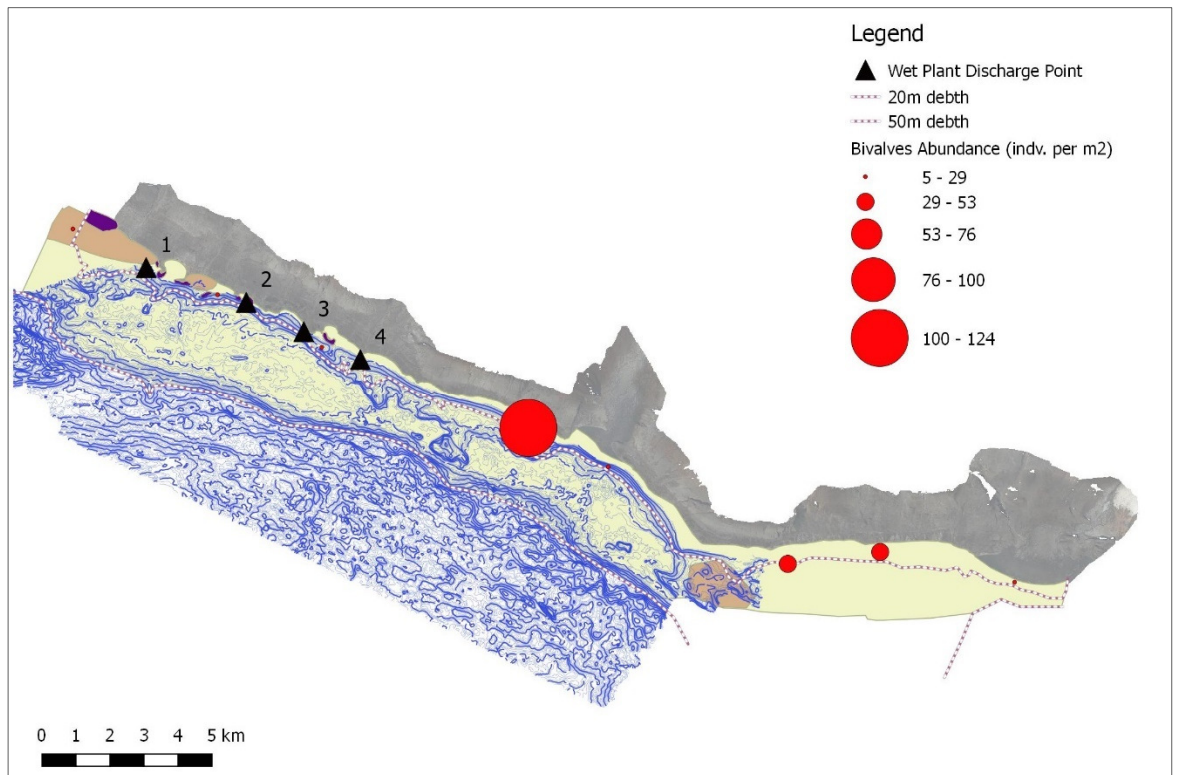 Legend
Wet Plant Discharge Point
20m debth
50m debth
Bivalves Abundance (indv. per m2)
5 - 29
29 - 53
53 - 76
76 - 100
100 - 124
1
2
3
4
0 1 2 3 4 5 km